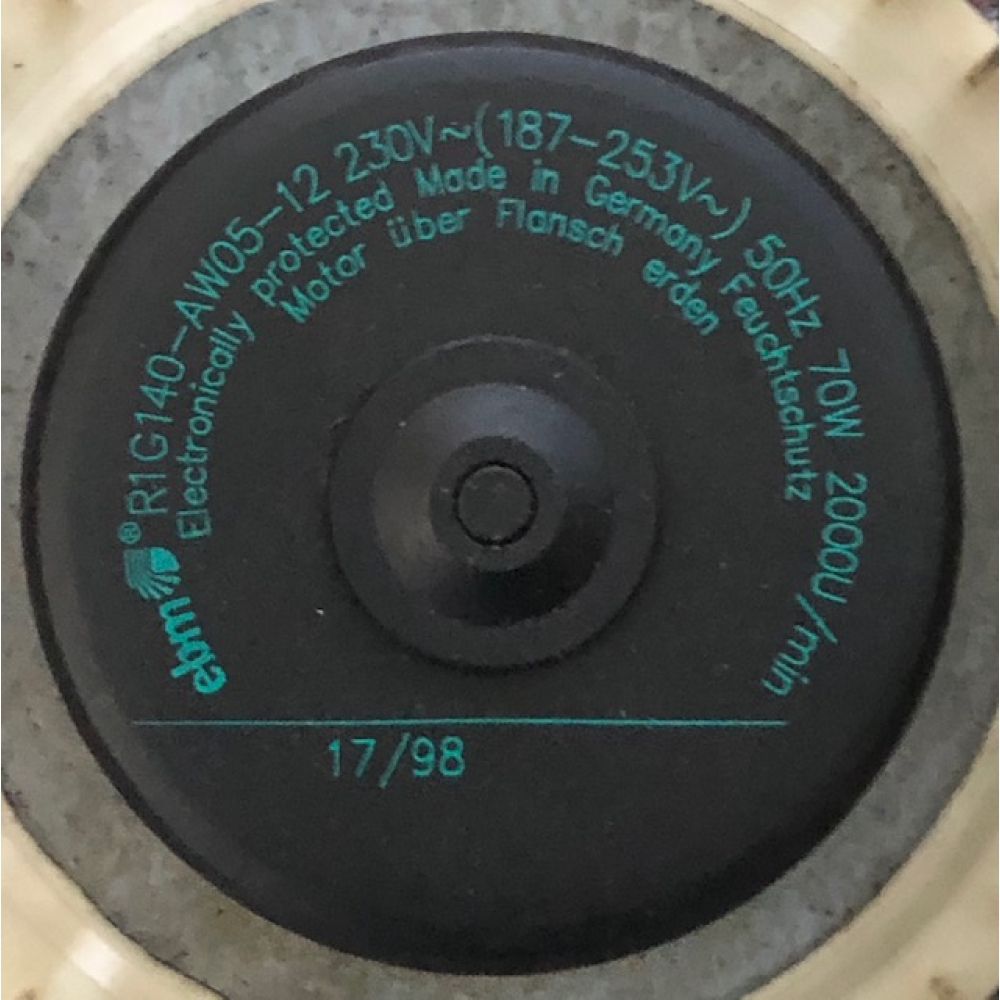 ebm® R1G140-AW05-12 230V~(187-253V~) 50Hz 70W 2000U/min
Electronically protected Made in Germany Feuchtschutz
Motor über Flansch erden
17/98